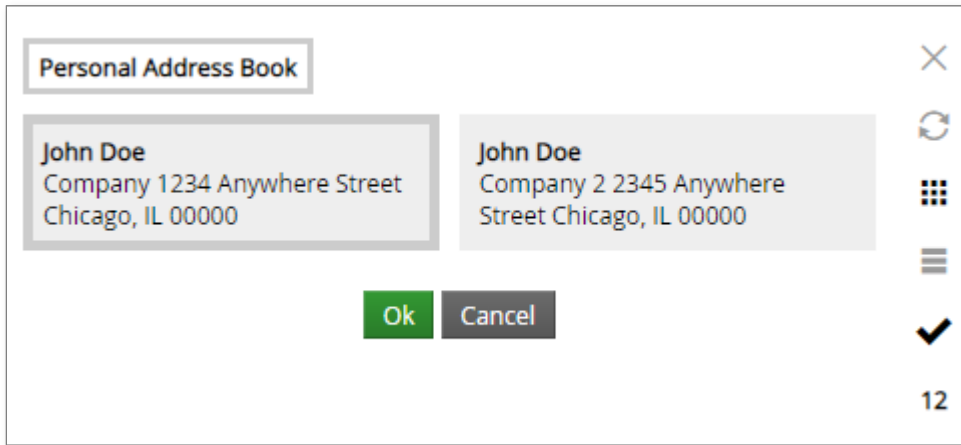 Personal Address Book
John Doe
Company 1234 Anywhere Street
Chicago, IL 00000
John Doe
Company 2 2345 Anywhere
Street Chicago, IL 00000
Ok
Cancel
12